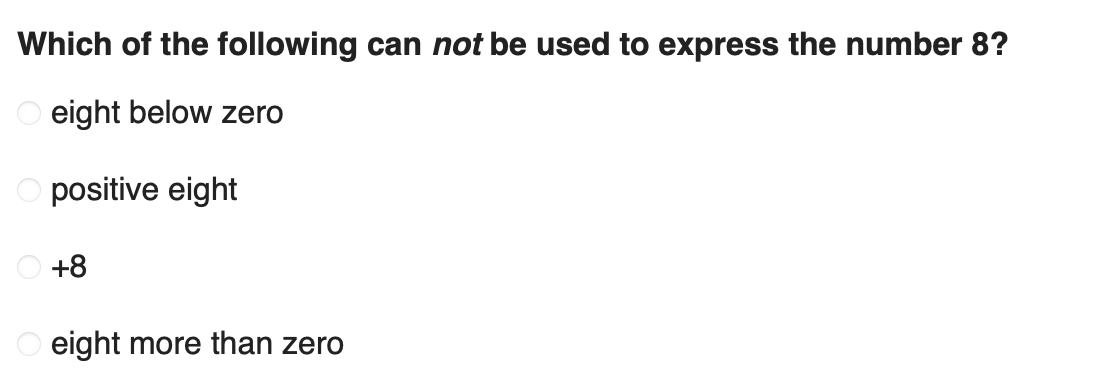 Which of the following can not be used to express the number 8?
eight below zero
positive eight
+8
eight more than zero